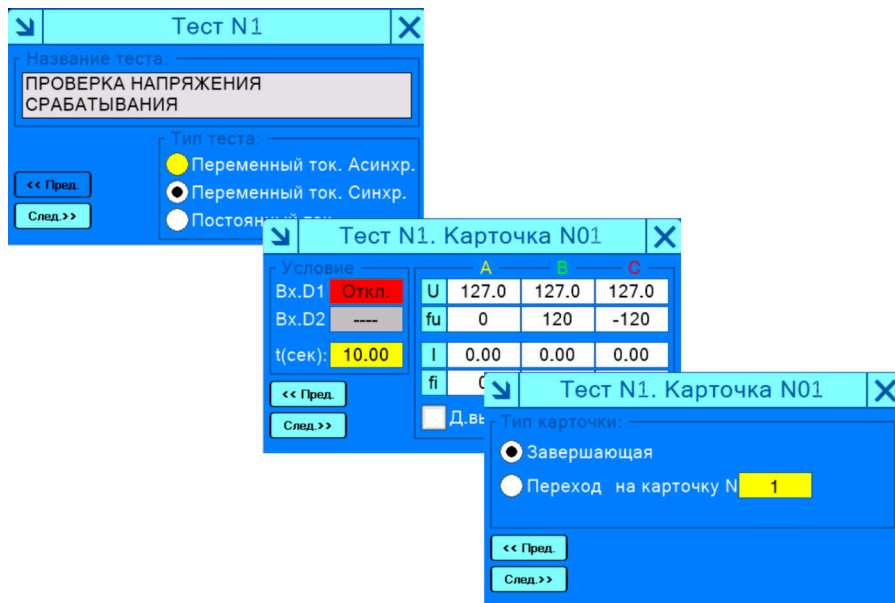 Тест N1
Название теста:
ПРОВЕРКА НАПРЯЖЕНИЯ
СРАБАТЫВАНИЯ
Тип теста:
Переменный ток. Асинхр.
Переменный ток. Синхр.
<< Пред.
След.>>
Тест N1. Карточка N01
Условие
A B C
Вх.D1 Откл. U 127.0 127.0 127.0
Вх.D2 ---- fu 0 120 -120
t(сек): 10.00 I 0.00 0.00 0.00
fi
<< Пред.
След.>>
Тест N1. Карточка N01
Тип карточки:
Завершающая
Переход на карточку N 1
<< Пред.
След.>>